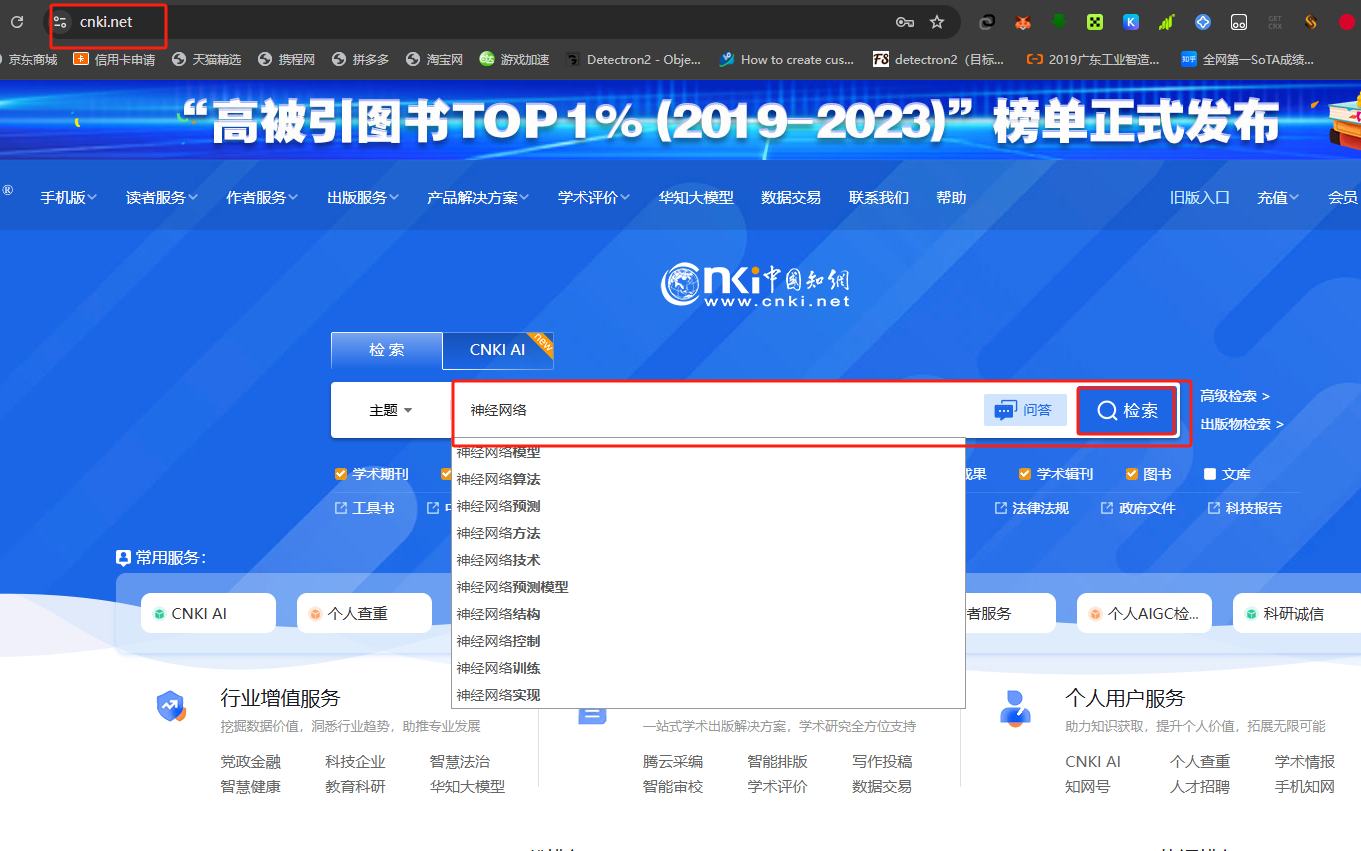 cnki.net
GET CRX
京东商城 信用卡申请 天猫精选 携程网 拼多多 淘宝网 游戏加速 Detectron2 - Obje... How to create cus... detectron2（目标... 2019广东工业智造... 全网第一SoTA成绩...
“高被引图书TOP1%（2019-2023）”榜单正式发布
® 手机版 读者服务 作者服务 出版服务 产品解决方案 学术评价 华知大模型 数据交易 联系我们 帮助 旧版入口 充值 会员
cnki中国知網
www.cnki.net
检索 CNKI AI new
主题 神经网络 问答 检索 高级检索 >
出版物检索 >
神经网络模型
学术期刊 成果 学术辑刊 图书 文库
神经网络算法
神经网络预测
工具书 法律法规 政府文件 科技报告
神经网络方法
神经网络技术
常用服务：
神经网络预测模型
神经网络结构
CNKI AI 个人查重 者服务 个人AIGC检... 科研诚信
神经网络控制
神经网络训练
神经网络实现
行业增值服务 个人用户服务
挖掘数据价值，洞悉行业趋势，助推专业发展 一站式学术出版解决方案，学术研究全方位支持 助力知识获取，提升个人价值，拓展无限可能
党政金融 科技企业 智慧法治 腾云采编 智能排版 写作投稿 CNKI AI 个人查重 学术情报
智慧健康 教育科研 华知大模型 智能审校 学术评价 数据交易 知网号 人才招聘 手机知网